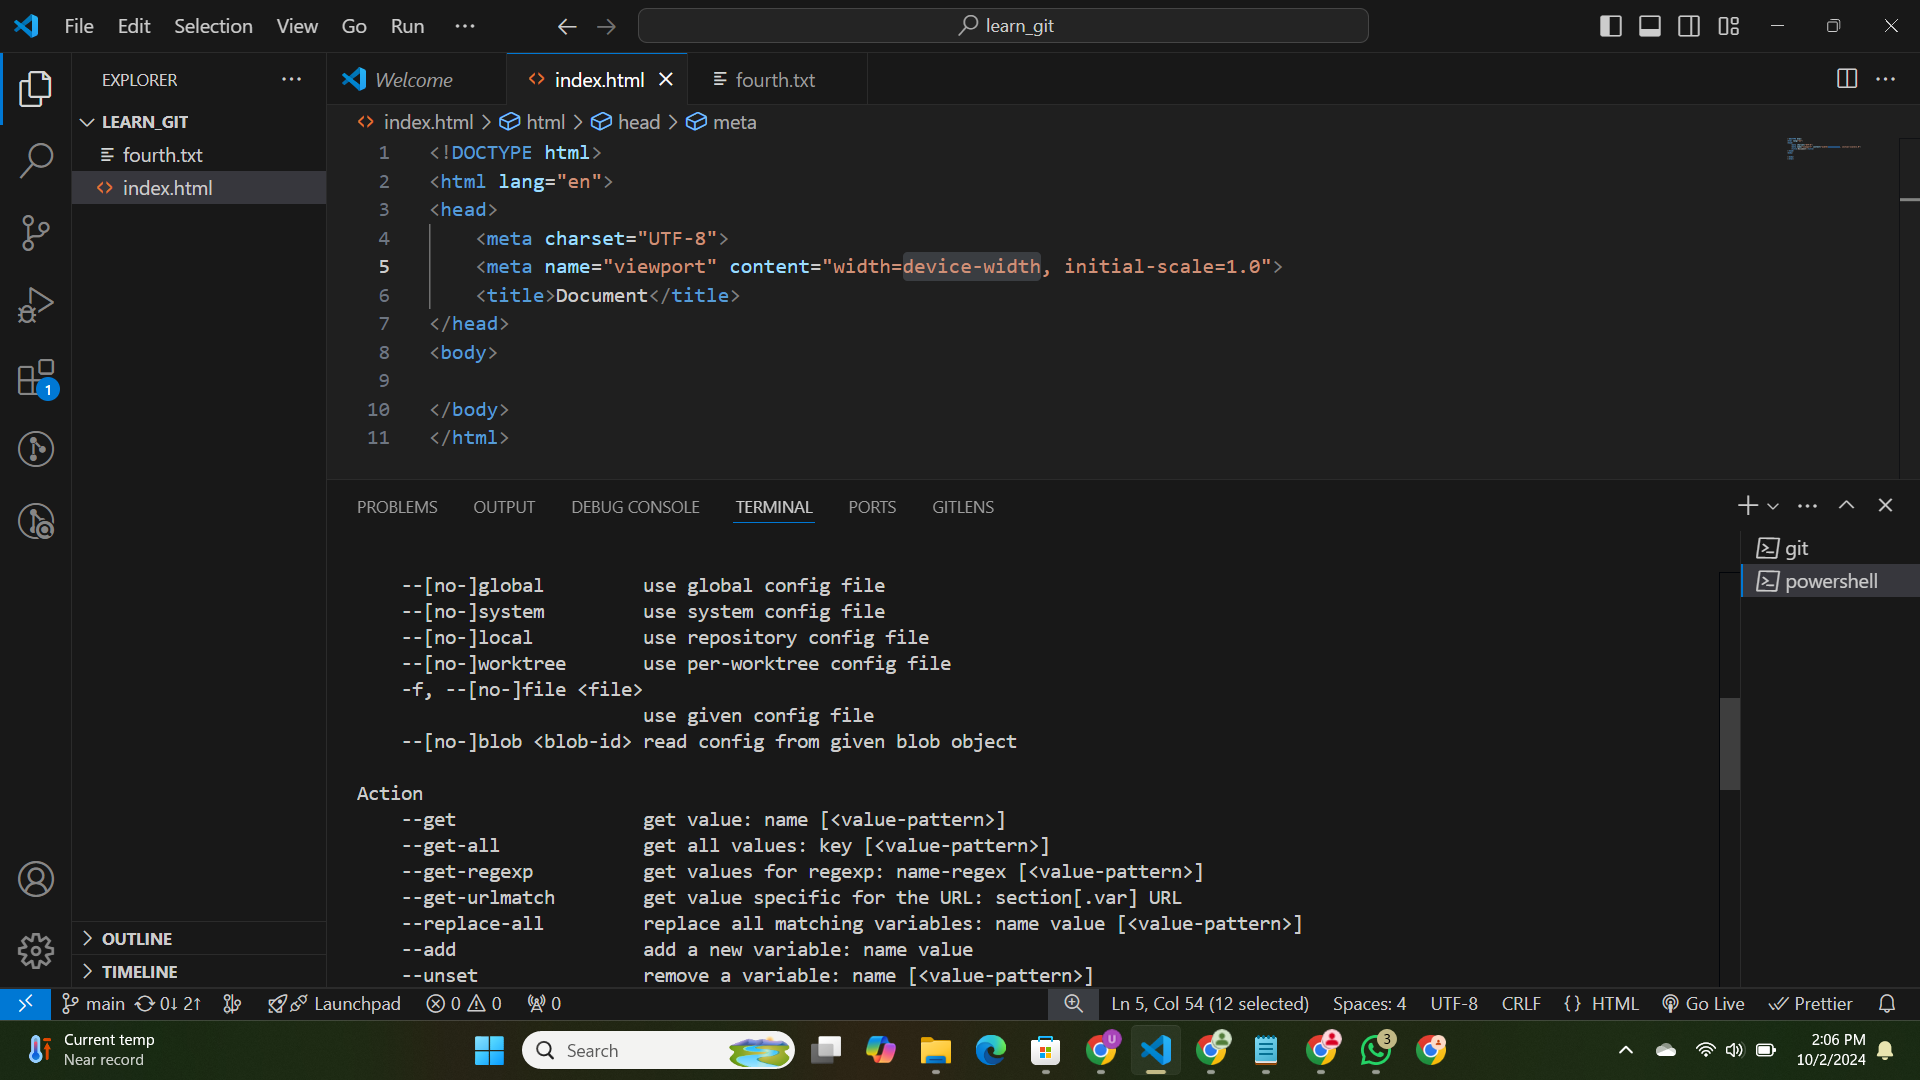 File Edit Selection View Go Run ··· learn_git
EXPLORER ···
LEARN_GIT
fourth.txt
index.html
OUTLINE
TIMELINE
Welcome index.html fourth.txt
index.html > html > head > meta
1 <!DOCTYPE html>
2 <html lang="en">
3 <head>
4 <meta charset="UTF-8">
5 <meta name="viewport" content="width=device-width, initial-scale=1.0">
6 <title>Document</title>
7 </head>
8 <body>
9
10 </body>
11 </html>
PROBLEMS OUTPUT DEBUG CONSOLE TERMINAL PORTS GITLENS
git
powershell
--[no-]global use global config file
--[no-]system use system config file
--[no-]local use repository config file
--[no-]worktree use per-worktree config file
-f, --[no-]file <file>
use given config file
--[no-]blob <blob-id> read config from given blob object
Action
--get get value: name [<value-pattern>]
--get-all get all values: key [<value-pattern>]
--get-regexp get values for regexp: name-regex [<value-pattern>]
--get-urlmatch get value specific for the URL: section[.var] URL
--replace-all replace all matching variables: name value [<value-pattern>]
--add add a new variable: name value
--unset remove a variable: name [<value-pattern>]
1
main 0↓ 2↑ Launchpad 0 0 0 Ln 5, Col 54 (12 selected) Spaces: 4 UTF-8 CRLF {} HTML Go Live Prettier
Current temp
Near record
Search
U
3
2:06 PM
10/2/2024